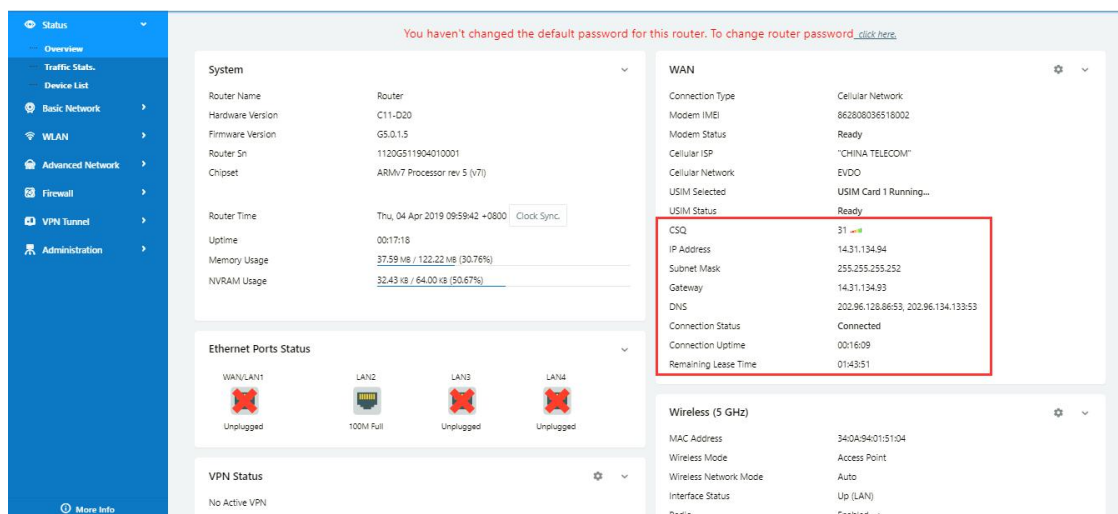 Status
Overview
Traffic Stats.
Device List
Basic Network
WLAN
Advanced Network
Firewall
VPN Tunnel
Administration
More Info
You haven't changed the default password for this router. To change router password click here.
System
Router Name Router
Hardware Version C11-D20
Firmware Version G5.0.1.5
Router Sn 1120G511904010001
Chipset ARMv7 Processor rev 5 (v7l)
Router Time Thu, 04 Apr 2019 09:59:42 +0800 Clock Sync.
Uptime 00:17:18
Memory Usage 37.59 MB / 122.22 MB (30.76%)
NVRAM Usage 32.43 KB / 64.00 KB (50.67%)
Ethernet Ports Status
WAN/LAN1 LAN2 LAN3 LAN4
Unplugged 100M Full Unplugged Unplugged
VPN Status
No Active VPN
WAN
Connection Type Cellular Network
Modem IMEI 862808036518002
Modem Status Ready
Cellular ISP "CHINA TELECOM"
Cellular Network EVDO
USIM Selected USIM Card 1 Running...
USIM Status Ready
CSQ 31
IP Address 14.31.134.94
Subnet Mask 255.255.255.252
Gateway 14.31.134.93
DNS 202.96.128.86:53, 202.96.134.133:53
Connection Status Connected
Connection Uptime 00:16:09
Remaining Lease Time 01:43:51
Wireless (5 GHz)
MAC Address 34:0A:94:01:51:04
Wireless Mode Access Point
Wireless Network Mode Auto
Interface Status Up (LAN)